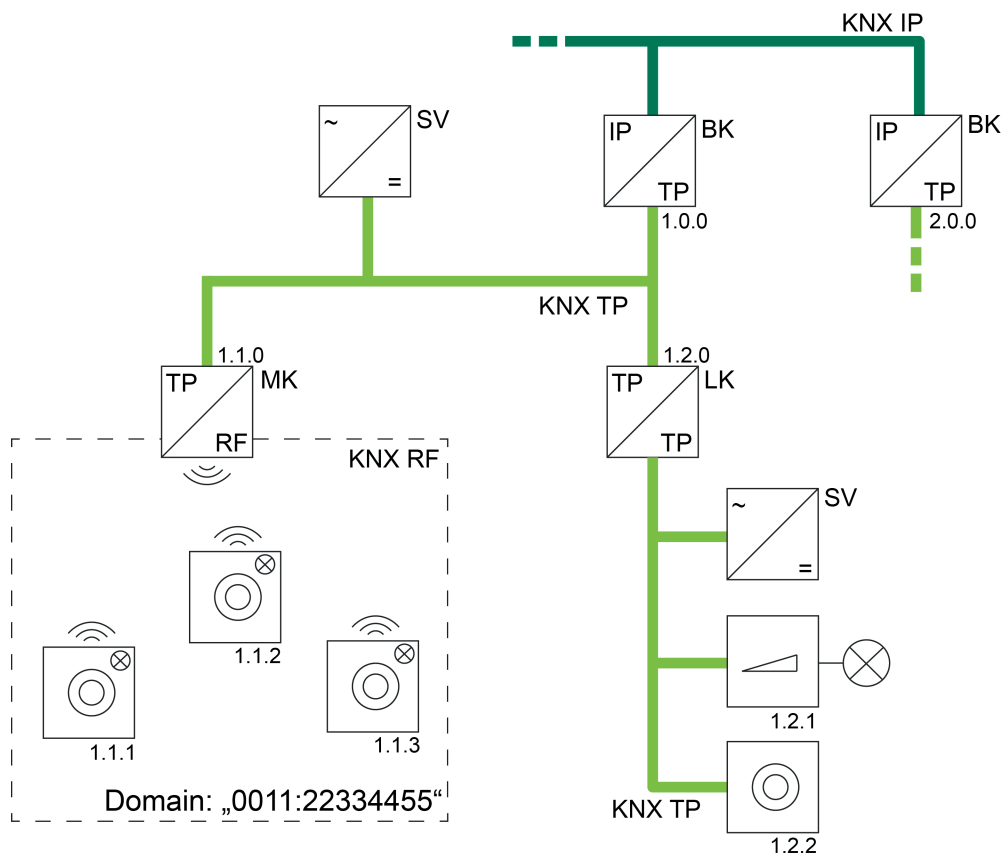 KNX IP
~
SV
=
IP
BK
TP
1.0.0
IP
BK
TP
2.0.0
KNX TP
1.1.0
TP
MK
RF
1.2.0
TP
LK
TP
KNX RF
~
SV
=
1.1.2
1.1.1
1.1.3
1.2.1
Domain: „0011:22334455“
KNX TP
1.2.2